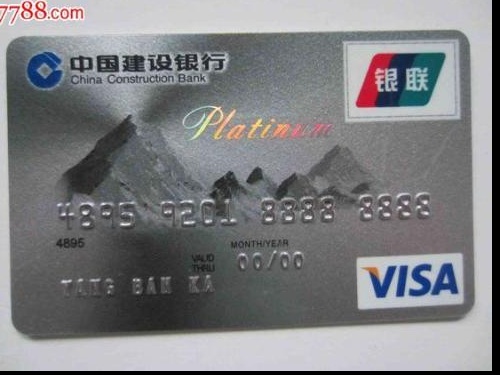 7788.com
中国建设银行
China Construction Bank
银联
Platinum
4895 9201 8888 8888
4895
MONTH/YEAR
VALID THRU 00/00
YANG BAN KA
VISA